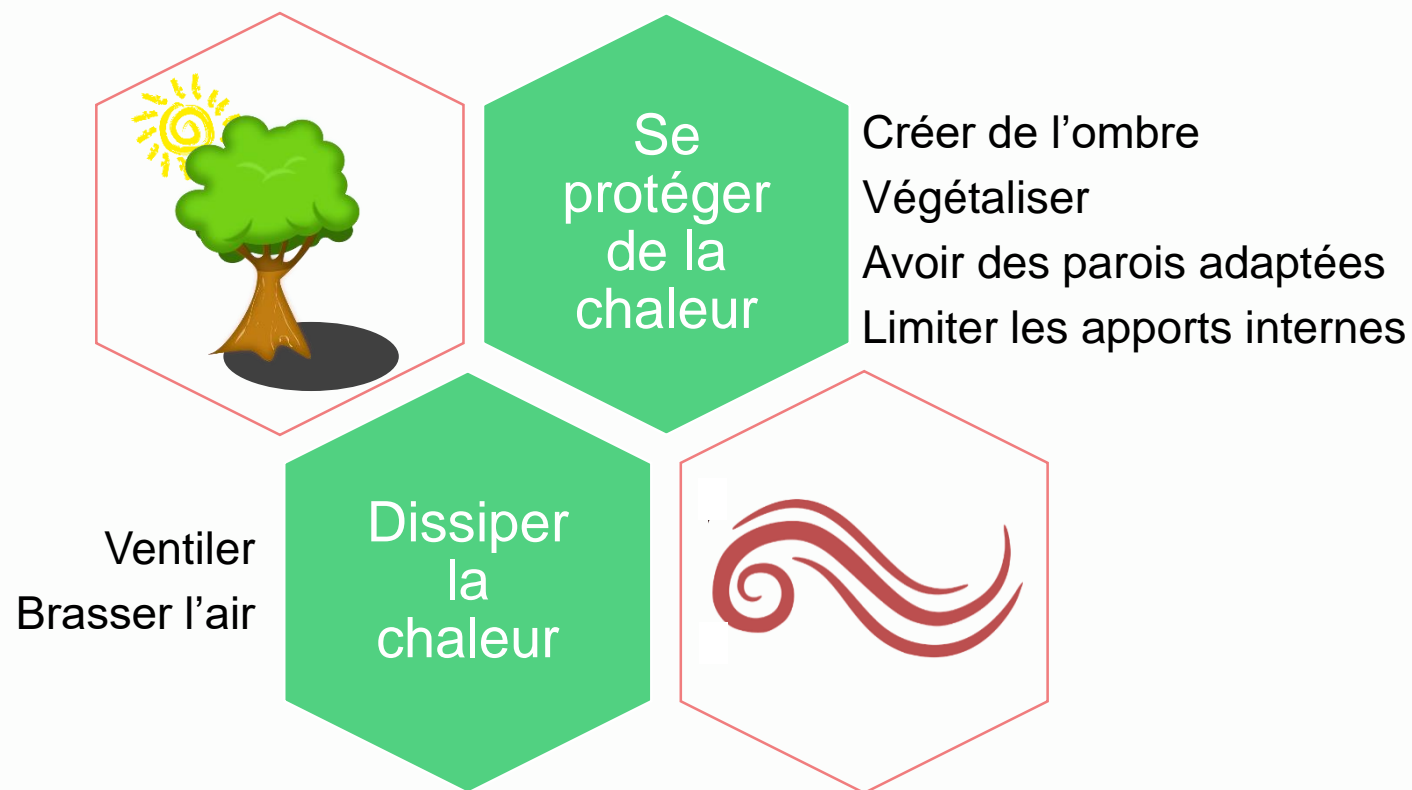 Se
protéger
de la
chaleur
Créer de l’ombre
Végétaliser
Avoir des parois adaptées
Limiter les apports internes
Dissiper
la
chaleur
Ventiler
Brasser l’air